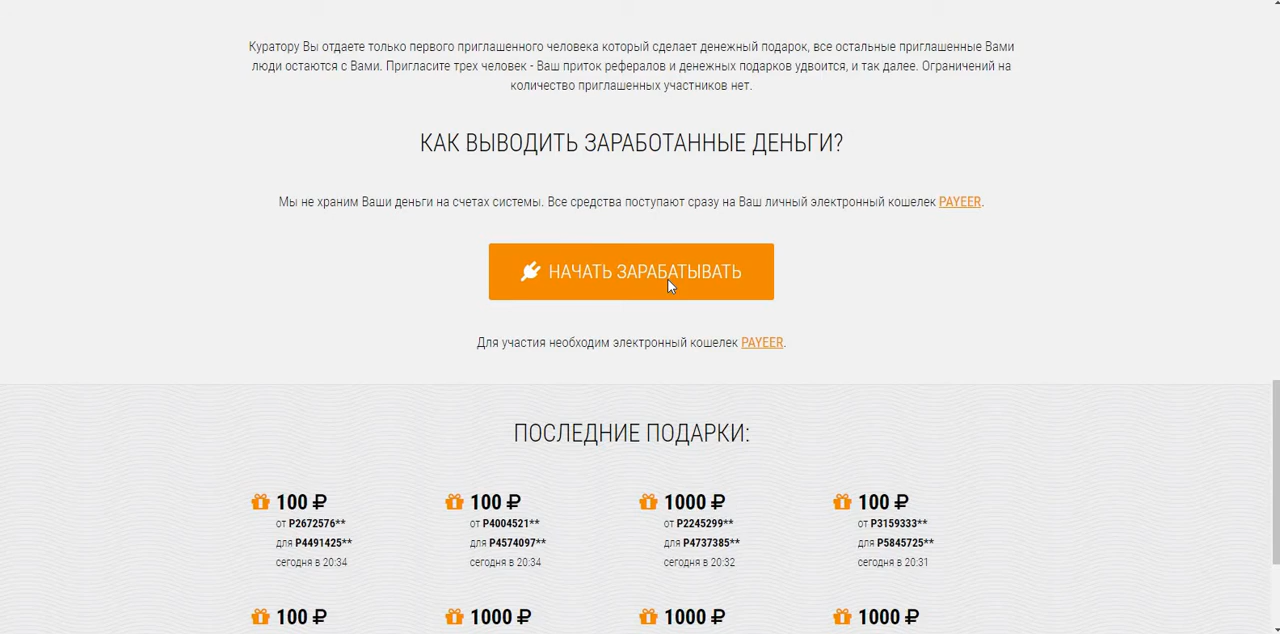 Куратору Вы отдаете только первого приглашенного человека который сделает денежный подарок, все остальные приглашенные Вами
люди остаются с Вами. Пригласите трех человек - Ваш приток рефералов и денежных подарков удвоится, и так далее. Ограничений на
количество приглашенных участников нет.
КАК ВЫВОДИТЬ ЗАРАБОТАННЫЕ ДЕНЬГИ?
Мы не храним Ваши деньги на счетах системы. Все средства поступают сразу на Ваш личный электронный кошелек PAYEER.
НАЧАТЬ ЗАРАБАТЫВАТЬ
Для участия необходим электронный кошелек PAYEER.
ПОСЛЕДНИЕ ПОДАРКИ:
100 ₽
от P2672576**
для P4491425**
сегодня в 20:34
100 ₽
от P4004521**
для P4574097**
сегодня в 20:34
1000 ₽
от P2245299**
для P4737385**
сегодня в 20:32
100 ₽
от P3159333**
для P5845725**
сегодня в 20:31
100 ₽
1000 ₽
1000 ₽
1000 ₽